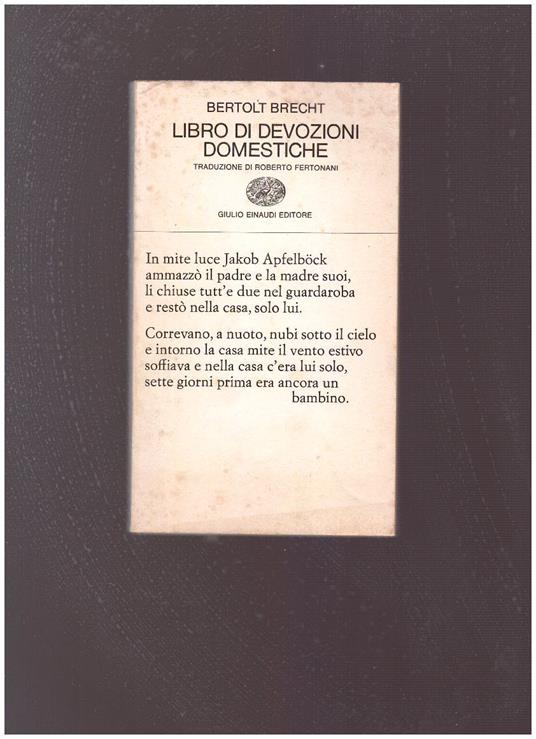 BERTOLT BRECHT
LIBRO DI DEVOZIONI
DOMESTICHE
TRADUZIONE DI ROBERTO FERTONANI
GIULIO EINAUDI EDITORE
In mite luce Jakob Apfelböck
ammazzò il padre e la madre suoi,
li chiuse tutt'e due nel guardaroba
e restò nella casa, solo lui.
Correvano, a nuoto, nubi sotto il cielo
e intorno la casa mite il vento estivo
soffiava e nella casa c'era lui solo,
sette giorni prima era ancora un
bambino.